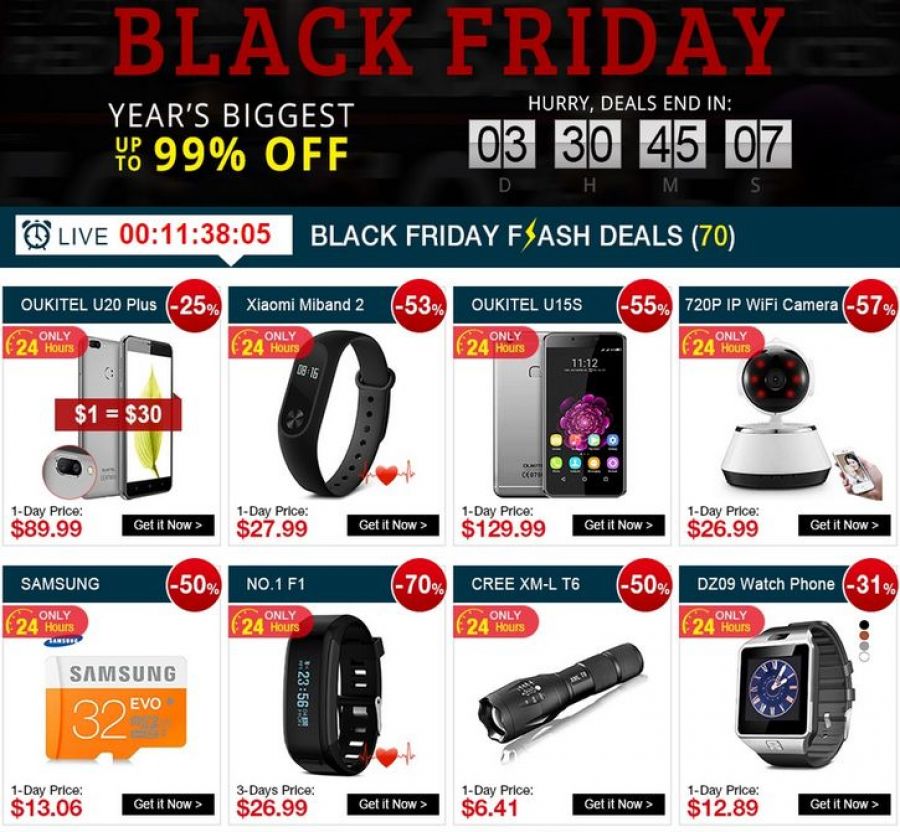 BLACK FRIDAY
YEAR'S BIGGEST
UP TO 99% OFF
HURRY, DEALS END IN:
03 30 45 07
D H M S
LIVE 00:11:38:05
BLACK FRIDAY FLASH DEALS (70)
OUKITEL U20 Plus -25%
ONLY
24 Hours
$1 = $30
1-Day Price:
$89.99
Get it Now >
Xiaomi Miband 2 -53%
ONLY
24 Hours
08:16
1-Day Price:
$27.99
Get it Now >
OUKITEL U15S -55%
ONLY
24 Hours
11:12
1-Day Price:
$129.99
Get it Now >
720P IP WiFi Camera -57%
ONLY
24 Hours
1-Day Price:
$26.99
Get it Now >
SAMSUNG -50%
ONLY
24 Hours
SAMSUNG
SAMSUNG
32 EVO
1-Day Price:
$13.06
Get it Now >
NO.1 F1 -70%
ONLY
24 Hours
23:56
3-Days Price:
$26.99
Get it Now >
CREE XM-L T6 -50%
ONLY
24 Hours
1-Day Price:
$6.41
Get it Now >
DZ09 Watch Phone -31%
ONLY
24 Hours
1-Day Price:
$12.89
Get it Now >